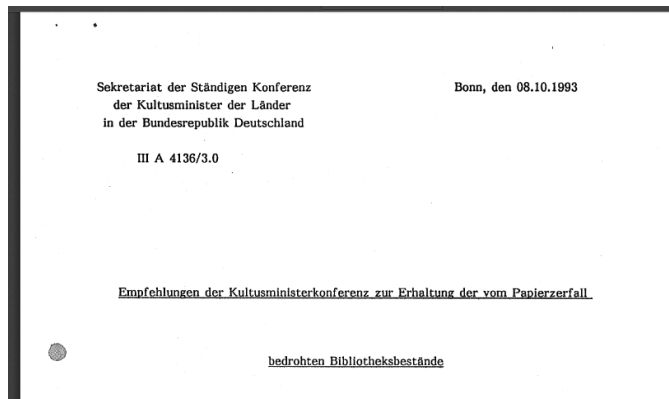 Sekretariat der Ständigen Konferenz
der Kultusminister der Länder
in der Bundesrepublik Deutschland
Bonn, den 08.10.1993
III A 4136/3.0
Empfehlungen der Kultusministerkonferenz zur Erhaltung der vom Papierzerfall
bedrohten Bibliotheksbestände